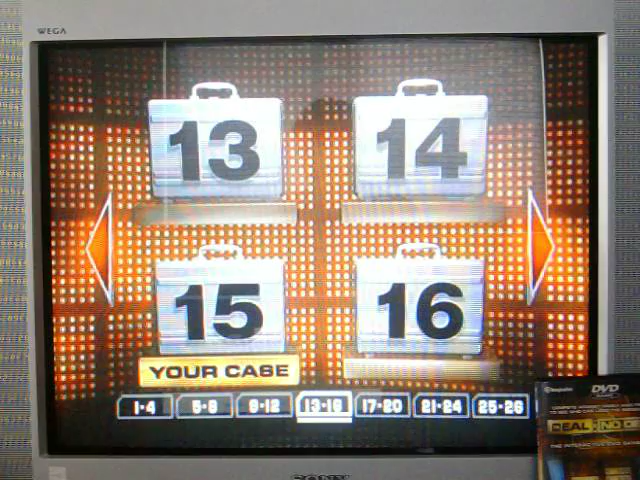 WEGA
13 14
15 16
YOUR CASE
1-4 5-8 9-12 13-16 17-20 21-24 25-26
SONY
DVD
DEAL NO